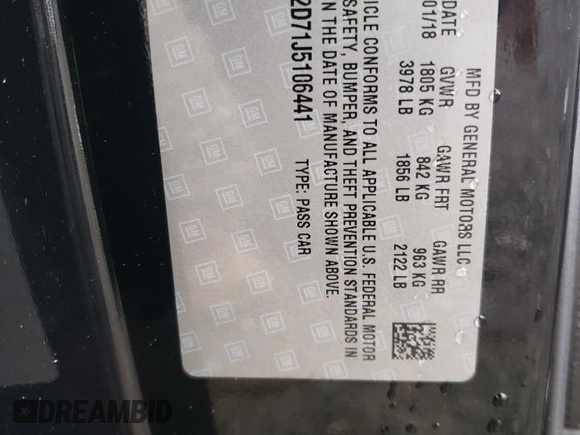 MFD BY GENERAL MOTORS LLC
DATE GVWR GAWR FRT GAWR RR
01/18 1805 KG 842 KG 963 KG
3978 LB 1856 LB 2122 LB
ICLE CONFORMS TO ALL APPLICABLE U.S. FEDERAL MOTOR
SAFETY, BUMPER, AND THEFT PREVENTION STANDARDS IN
N THE DATE OF MANUFACTURE SHOWN ABOVE.
2D71J5106441 TYPE: PASS CAR
DREAMBID